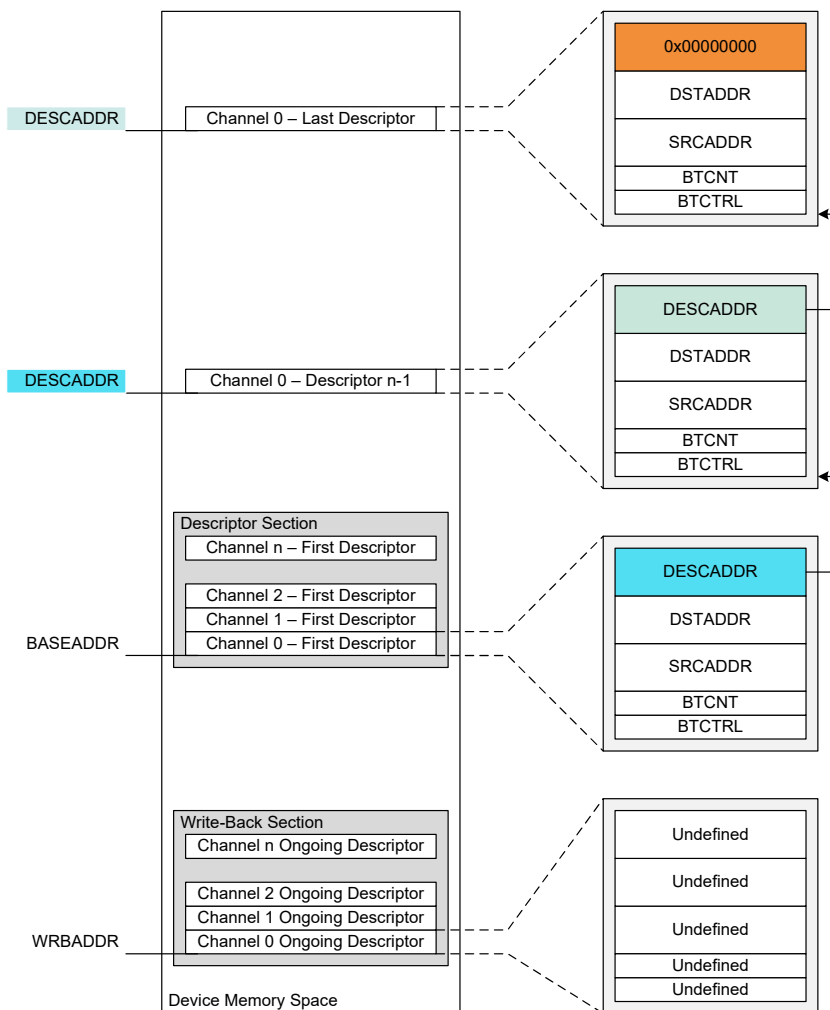 0x00000000
DESCADDR
Channel 0 – Last Descriptor
DSTADDR
SRCADDR
BTCNT
BTCTRL
DESCADDR
DESCADDR
Channel 0 – Descriptor n-1
DSTADDR
SRCADDR
BTCNT
BTCTRL
Descriptor Section
Channel n – First Descriptor
Channel 2 – First Descriptor
Channel 1 – First Descriptor
BASEADDR
Channel 0 – First Descriptor
DESCADDR
DSTADDR
SRCADDR
BTCNT
BTCTRL
Write-Back Section
Channel n Ongoing Descriptor
Channel 2 Ongoing Descriptor
Channel 1 Ongoing Descriptor
WRBADDR
Channel 0 Ongoing Descriptor
Undefined
Undefined
Undefined
Undefined
Undefined
Device Memory Space